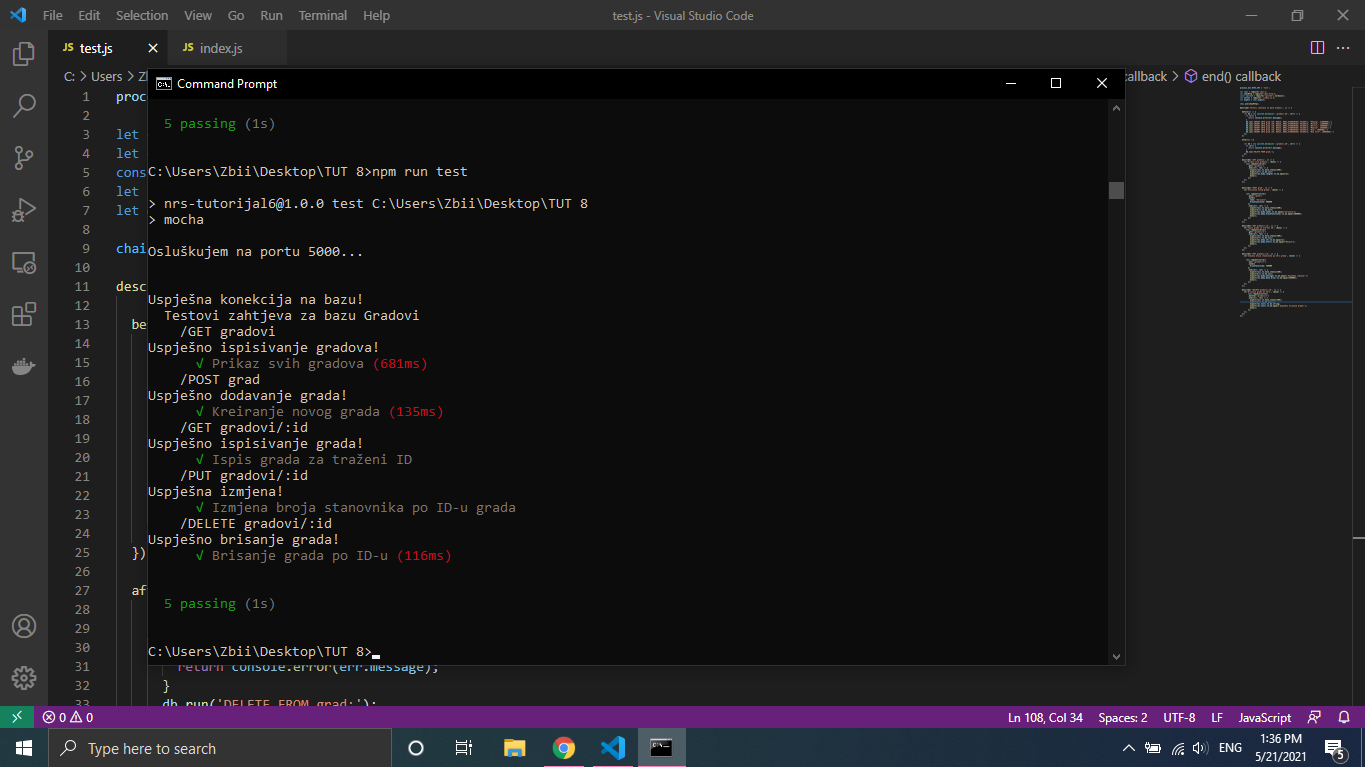 File Edit Selection View Go Run Terminal Help
test.js - Visual Studio Code
JS test.js
JS index.js
C: > Users > Zb
callback > end() callback
Command Prompt
1 proc
2
3 let
4 let
5 cons
6 let
7 let
8
9 chai
10
11 desc
12
13 be
14
15
16
17
18
19
20
21
22
23
24
25 })
26
27 af
28
29
30
31 return console.error(err.message);
32 }
33 db.run('DELETE FROM grad;');
5 passing (1s)
C:\Users\Zbii\Desktop\TUT 8>npm run test
> nrs-tutorijal6@1.0.0 test C:\Users\Zbii\Desktop\TUT 8
> mocha
Osluškujem na portu 5000...
Uspješna konekcija na bazu!
Testovi zahtjeva za bazu Gradovi
/GET gradovi
Uspješno ispisivanje gradova!
√ Prikaz svih gradova (681ms)
/POST grad
Uspješno dodavanje grada!
√ Kreiranje novog grada (135ms)
/GET gradovi/:id
Uspješno ispisivanje grada!
√ Ispis grada za traženi ID
/PUT gradovi/:id
Uspješna izmjena!
√ Izmjena broja stanovnika po ID-u grada
/DELETE gradovi/:id
Uspješno brisanje grada!
√ Brisanje grada po ID-u (116ms)
5 passing (1s)
C:\Users\Zbii\Desktop\TUT 8>
0 0
Ln 108, Col 34 Spaces: 2 UTF-8 LF JavaScript
Type here to search
ENG
1:36 PM
5/21/2021
5